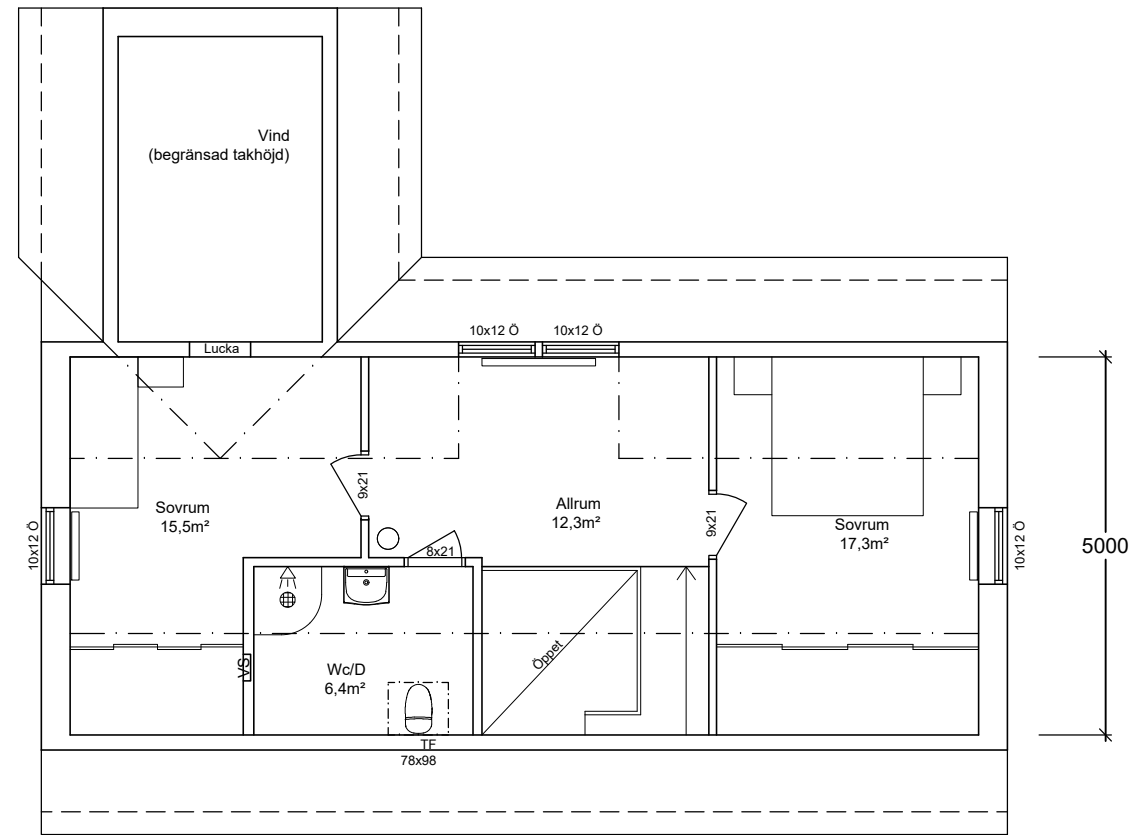 Vind
(begränsad takhöjd)
10x12 Ö
10x12 Ö
Lucka
9x21
Sovrum
15,5m²
Allrum
12,3m²
9x21
Sovrum
17,3m²
10x12 Ö
10x12 Ö
5000
8x21
Öppet
VS
Wc/D
6,4m²
TF
78x98